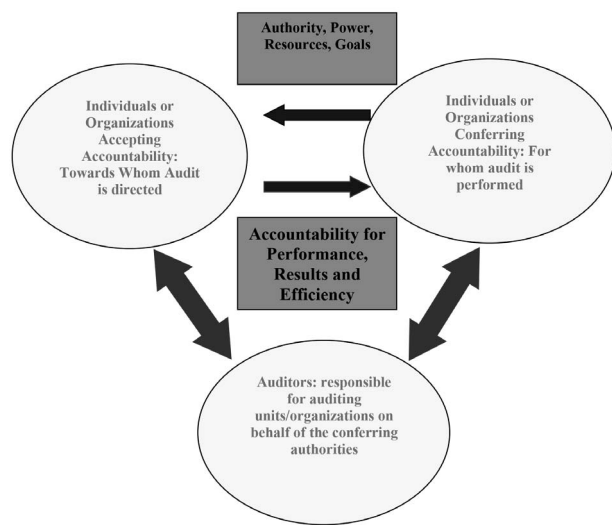 Authority, Power,
Resources, Goals
Individuals or
Organizations
Accepting
Accountability:
Towards Whom Audit
is directed
Individuals or
Organizations
Conferring
Accountability: For
whom audit is
performed
Accountability for
Performance,
Results and
Efficiency
Auditors: responsible
for auditing
units/organizations on
behalf of the conferring
authorities